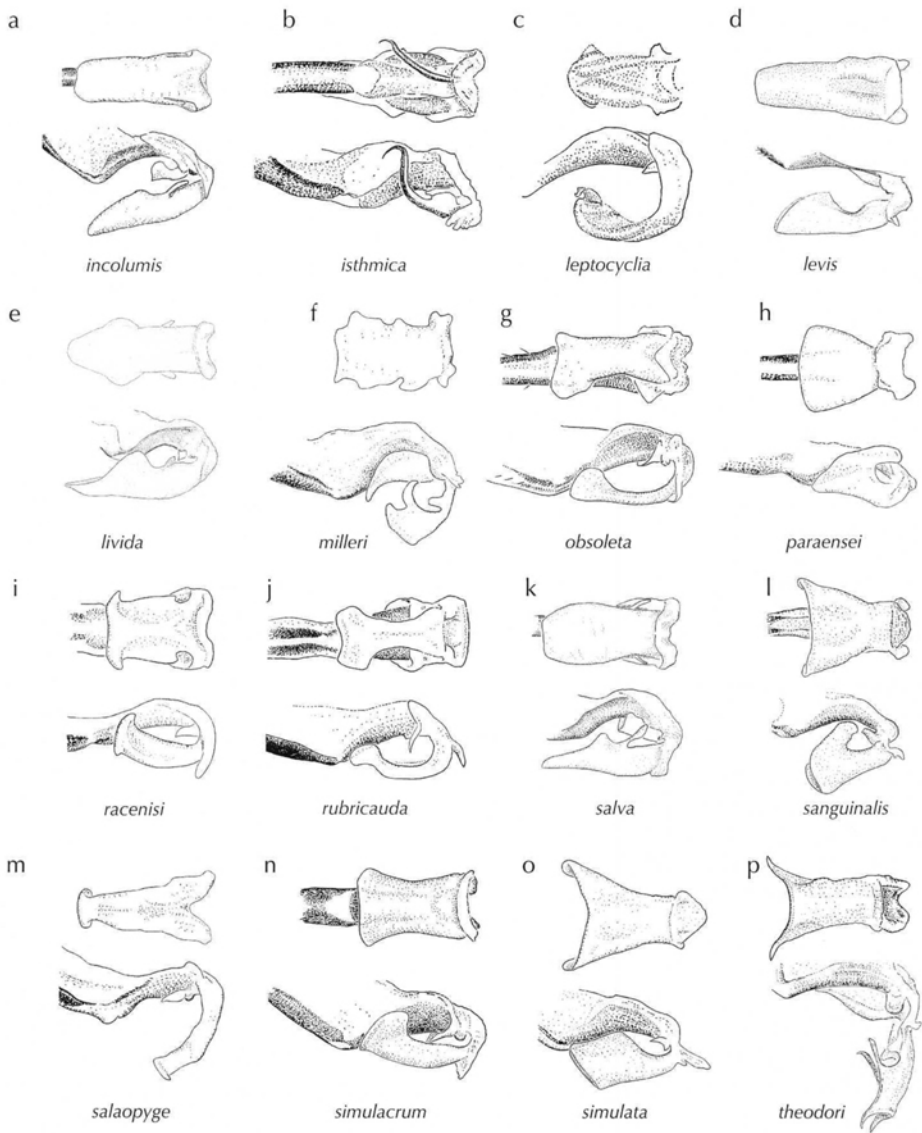 a b c d
incolumis isthmica leptocyclia levis
e f g h
livida milleri obsoleta paraensei
i j k l
racenisi rubricauda salva sanguinalis
m n o p
salaopyge simulacrum simulata theodori